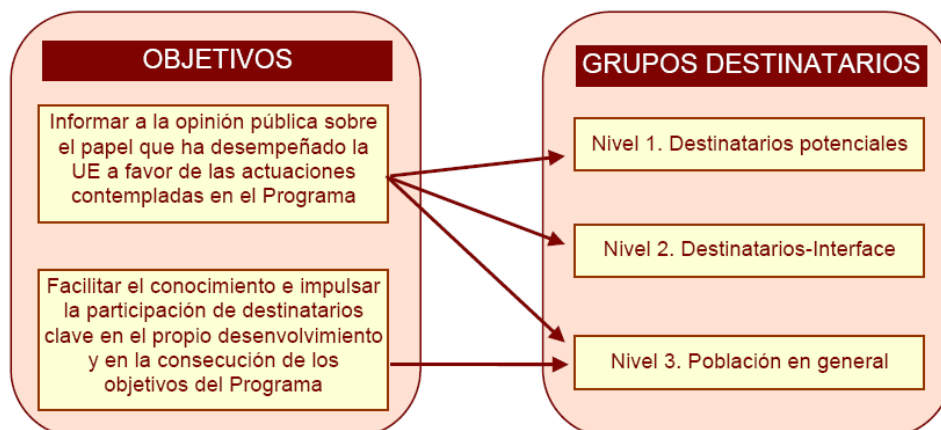 OBJETIVOS
Informar a la opinión pública sobre
el papel que ha desempeñado la
UE a favor de las actuaciones
contempladas en el Programa
Facilitar el conocimiento e impulsar
la participación de destinatarios
clave en el propio desenvolvimiento
y en la consecución de los
objetivos del Programa
GRUPOS DESTINATARIOS
Nivel 1. Destinatarios potenciales
Nivel 2. Destinatarios-Interface
Nivel 3. Población en general